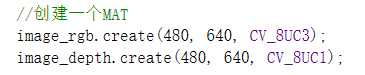 //创建一个MAT
image_rgb.create(480, 640, CV_8UC3);
image_depth.create(480, 640, CV_8UC1);